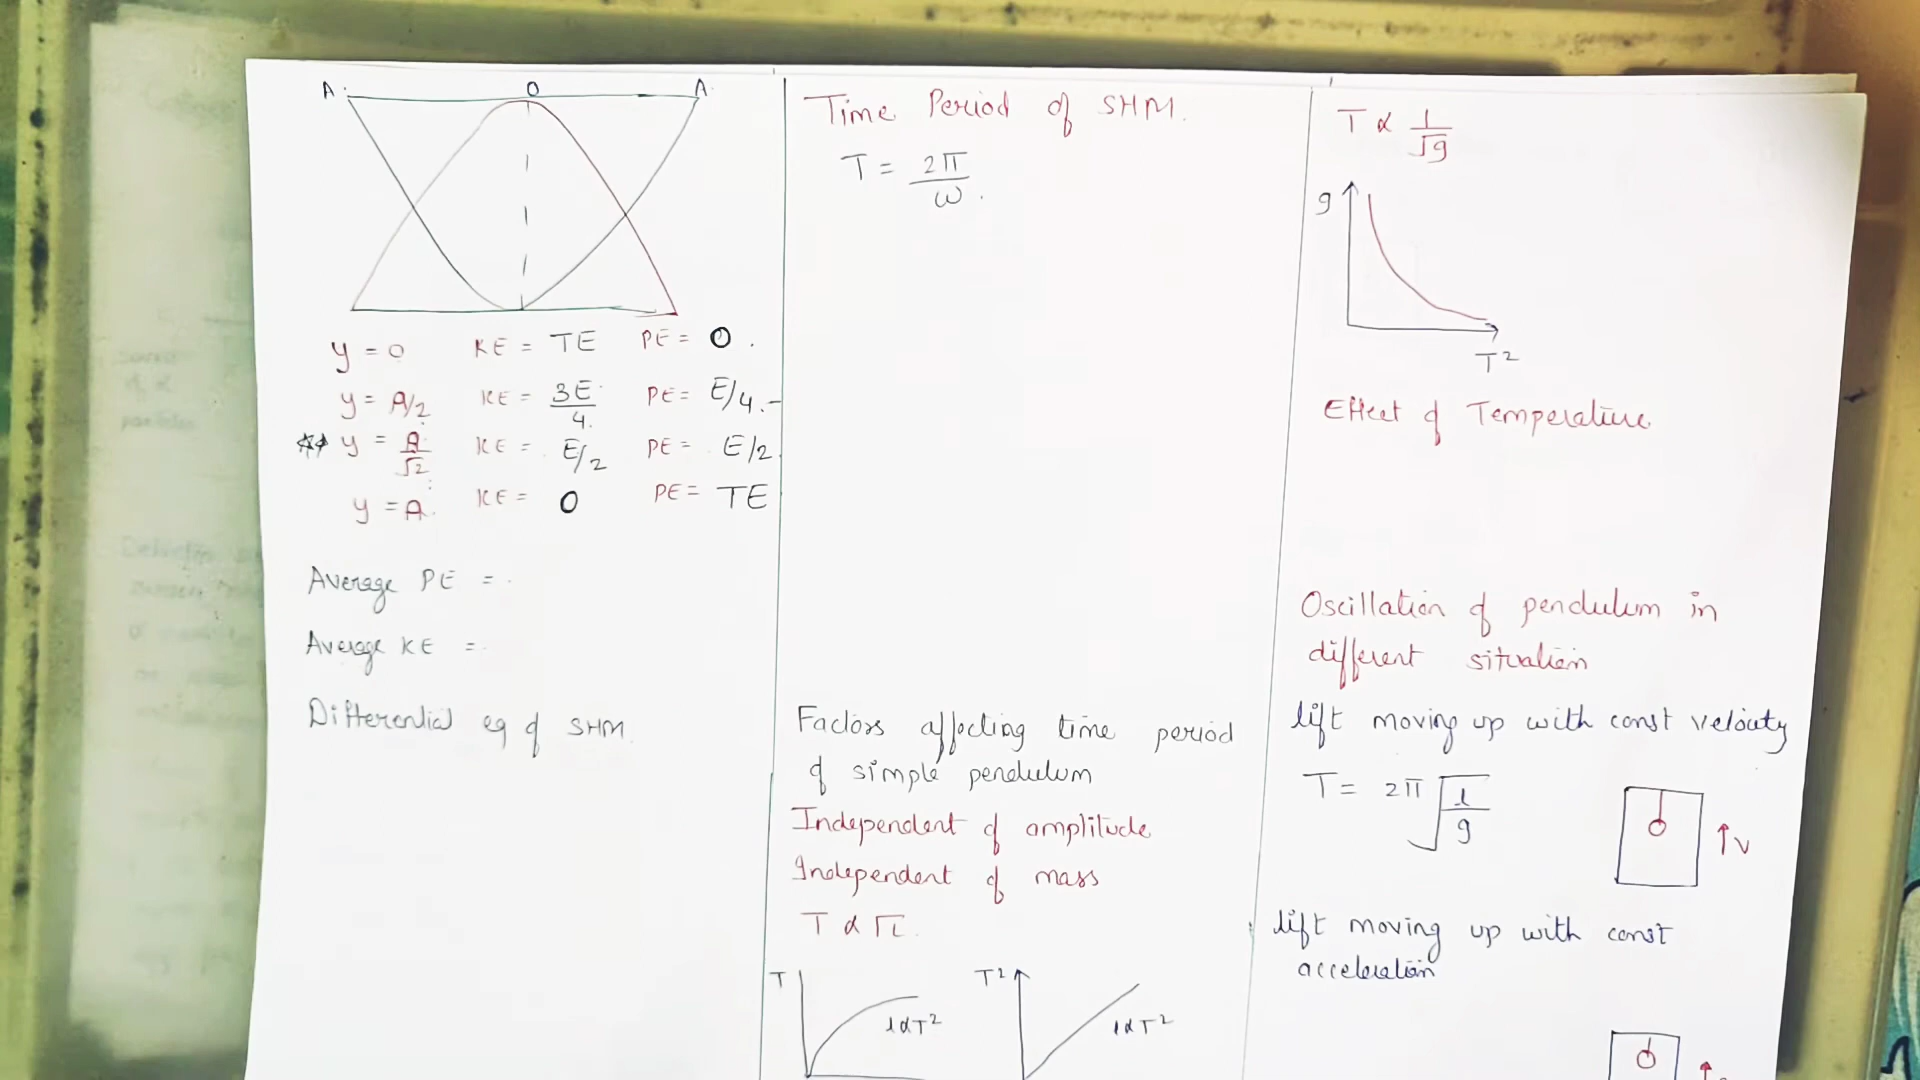 A. O A.
y = 0 KE = TE PE = 0.
y = A/2 KE = 3E/4. PE = E/4.-
** y = A/√2 KE = E/2 PE = E/2
y = A. KE = 0 PE = TE
Average PE =
Average KE =
Differential eq of SHM.
Time Period of SHM.
T = 2π/ω.
Factors affecting time period
of simple pendulum
Independent of amplitude
Independent of mass
T ∝ √L.
T l∝T² T² l∝T²
T ∝ 1/√g
g
T²
Effect of Temperature
Oscillation of pendulum in
different situation
lift moving up with const velocity
T = 2π √l/g
↑v
lift moving up with const
acceleration